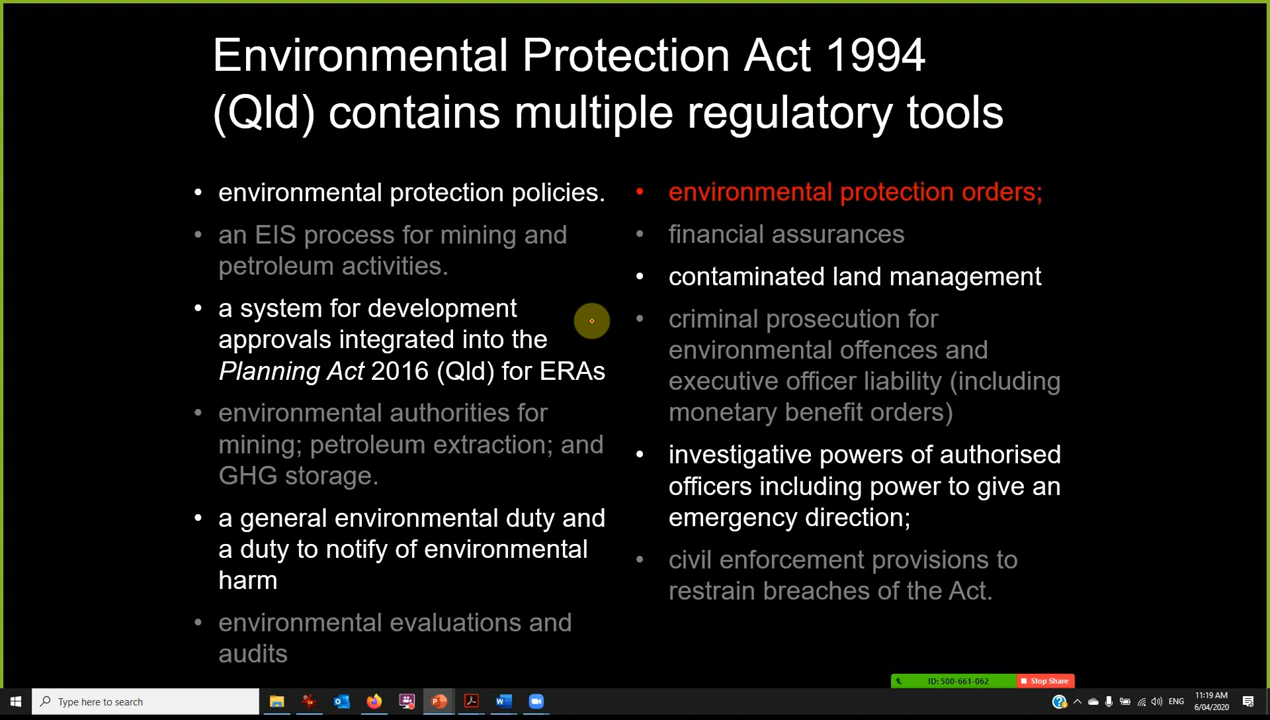 Environmental Protection Act 1994
(Qld) contains multiple regulatory tools
• environmental protection policies.
• an EIS process for mining and
petroleum activities.
• a system for development
approvals integrated into the
Planning Act 2016 (Qld) for ERAs
• environmental authorities for
mining; petroleum extraction; and
GHG storage.
• a general environmental duty and
a duty to notify of environmental
harm
• environmental evaluations and
audits
• environmental protection orders;
• financial assurances
• contaminated land management
• criminal prosecution for
environmental offences and
executive officer liability (including
monetary benefit orders)
• investigative powers of authorised
officers including power to give an
emergency direction;
• civil enforcement provisions to
restrain breaches of the Act.
ID: 500-661-062
Stop Share
Type here to search
ENG
11:19 AM
6/04/2020